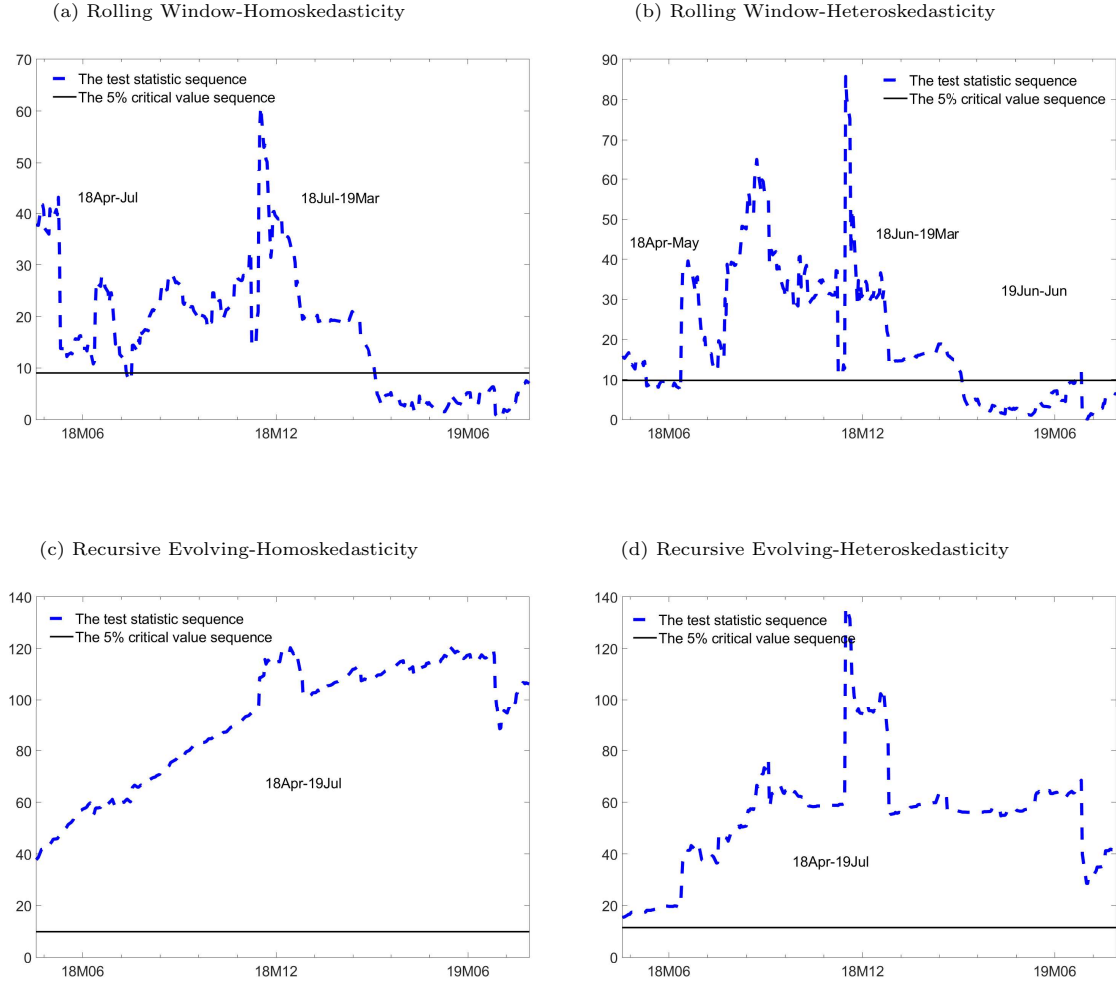 (a) Rolling Window-Homoskedasticity
70
60
50
40
30
20
10
0
The test statistic sequence
The 5% critical value sequence
18Apr-Jul
18Jul-19Mar
18M06
18M12
19M06
(b) Rolling Window-Heteroskedasticity
90
80
70
60
50
40
30
20
10
0
The test statistic sequence
The 5% critical value sequence
18Apr-May
18Jun-19Mar
19Jun-Jun
18M06
18M12
19M06
(c) Recursive Evolving-Homoskedasticity
140
120
100
80
60
40
20
0
The test statistic sequence
The 5% critical value sequence
18Apr-19Jul
18M06
18M12
19M06
(d) Recursive Evolving-Heteroskedasticity
140
120
100
80
60
40
20
0
The test statistic sequence
The 5% critical value sequence
18Apr-19Jul
18M06
18M12
19M06